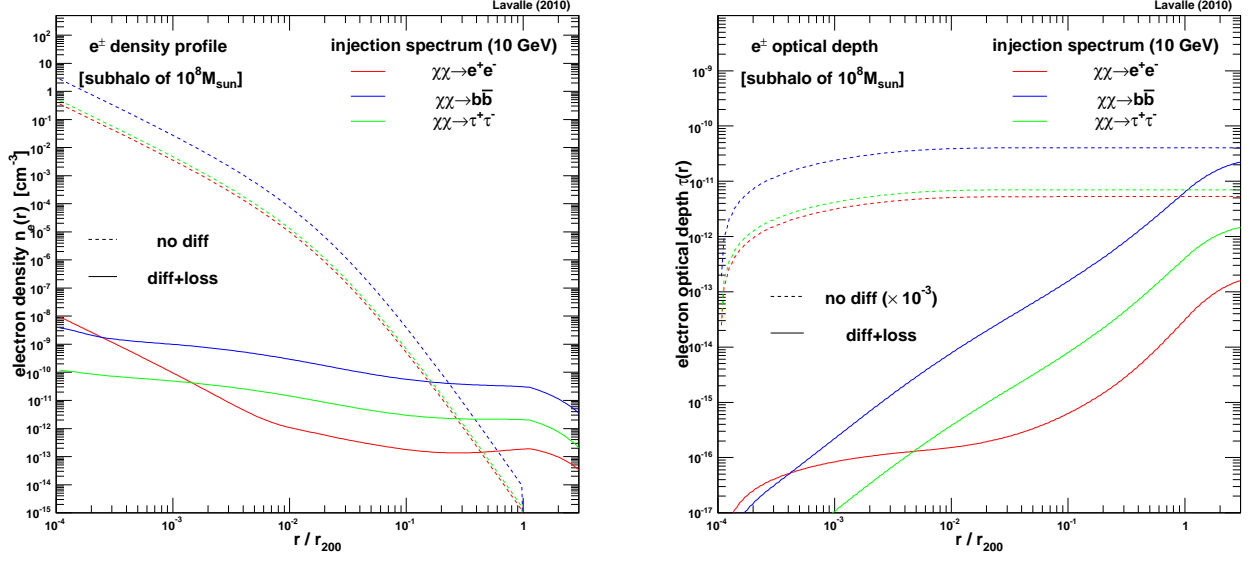 Lavalle (2010)
e± density profile
injection spectrum (10 GeV)
[subhalo of 10⁸M_sun]
χχ→e⁺e⁻
χχ→bb̅
χχ→τ⁺τ⁻
no diff
diff+loss
electron density nₑ(r) [cm⁻³]
10²
10
1
10⁻¹
10⁻²
10⁻³
10⁻⁴
10⁻⁵
10⁻⁶
10⁻⁷
10⁻⁸
10⁻⁹
10⁻¹⁰
10⁻¹¹
10⁻¹²
10⁻¹³
10⁻¹⁴
10⁻¹⁵
10⁻⁴ 10⁻³ 10⁻² 10⁻¹ 1
r / r₂₀₀
Lavalle (2010)
e± optical depth
injection spectrum (10 GeV)
[subhalo of 10⁸M_sun]
χχ→e⁺e⁻
χχ→bb̅
χχ→τ⁺τ⁻
no diff (× 10⁻³)
diff+loss
electron optical depth τ(r)
10⁻⁹
10⁻¹⁰
10⁻¹¹
10⁻¹²
10⁻¹³
10⁻¹⁴
10⁻¹⁵
10⁻¹⁶
10⁻¹⁷
10⁻⁴ 10⁻³ 10⁻² 10⁻¹ 1
r / r₂₀₀